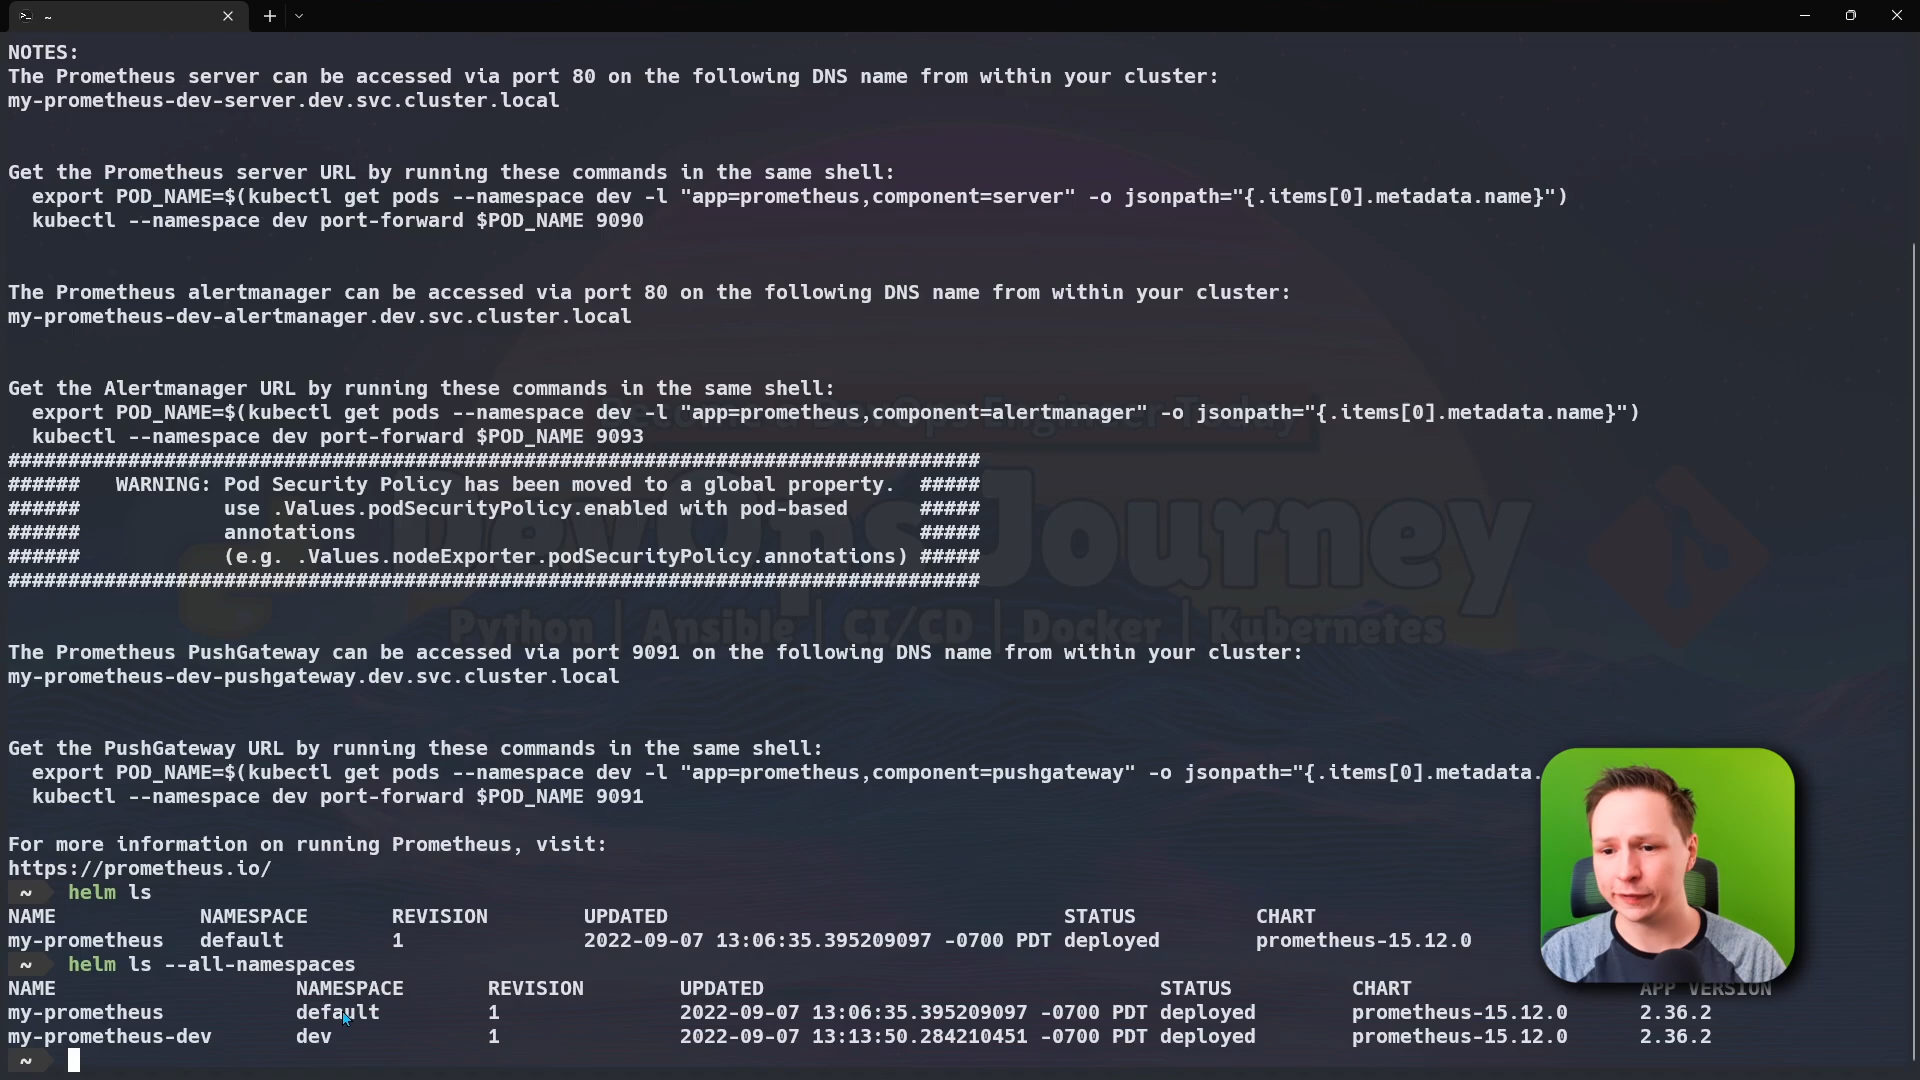 ~
NOTES:
The Prometheus server can be accessed via port 80 on the following DNS name from within your cluster:
my-prometheus-dev-server.dev.svc.cluster.local
Get the Prometheus server URL by running these commands in the same shell:
  export POD_NAME=$(kubectl get pods --namespace dev -l "app=prometheus,component=server" -o jsonpath="{.items[0].metadata.name}")
  kubectl --namespace dev port-forward $POD_NAME 9090
The Prometheus alertmanager can be accessed via port 80 on the following DNS name from within your cluster:
my-prometheus-dev-alertmanager.dev.svc.cluster.local
Get the Alertmanager URL by running these commands in the same shell:
  export POD_NAME=$(kubectl get pods --namespace dev -l "app=prometheus,component=alertmanager" -o jsonpath="{.items[0].metadata.name}")
  kubectl --namespace dev port-forward $POD_NAME 9093
#################################################################################
######   WARNING: Pod Security Policy has been moved to a global property.  #####
######            use .Values.podSecurityPolicy.enabled with pod-based      #####
######            annotations                                               #####
######            (e.g. .Values.nodeExporter.podSecurityPolicy.annotations) #####
#################################################################################
The Prometheus PushGateway can be accessed via port 9091 on the following DNS name from within your cluster:
my-prometheus-dev-pushgateway.dev.svc.cluster.local
Get the PushGateway URL by running these commands in the same shell:
  export POD_NAME=$(kubectl get pods --namespace dev -l "app=prometheus,component=pushgateway" -o jsonpath="{.items[0].metadata.
  kubectl --namespace dev port-forward $POD_NAME 9091
For more information on running Prometheus, visit:
https://prometheus.io/
~ helm ls
NAME NAMESPACE REVISION UPDATED STATUS CHART
my-prometheus default 1 2022-09-07 13:06:35.395209097 -0700 PDT deployed prometheus-15.12.0
~ helm ls --all-namespaces
NAME NAMESPACE REVISION UPDATED STATUS CHART APP VERSION
my-prometheus default 1 2022-09-07 13:06:35.395209097 -0700 PDT deployed prometheus-15.12.0 2.36.2
my-prometheus-dev dev 1 2022-09-07 13:13:50.284210451 -0700 PDT deployed prometheus-15.12.0 2.36.2
~
Become a DevOps Engineer Today
DevOps Journey
Python | Ansible | CI/CD | Docker | Kubernetes